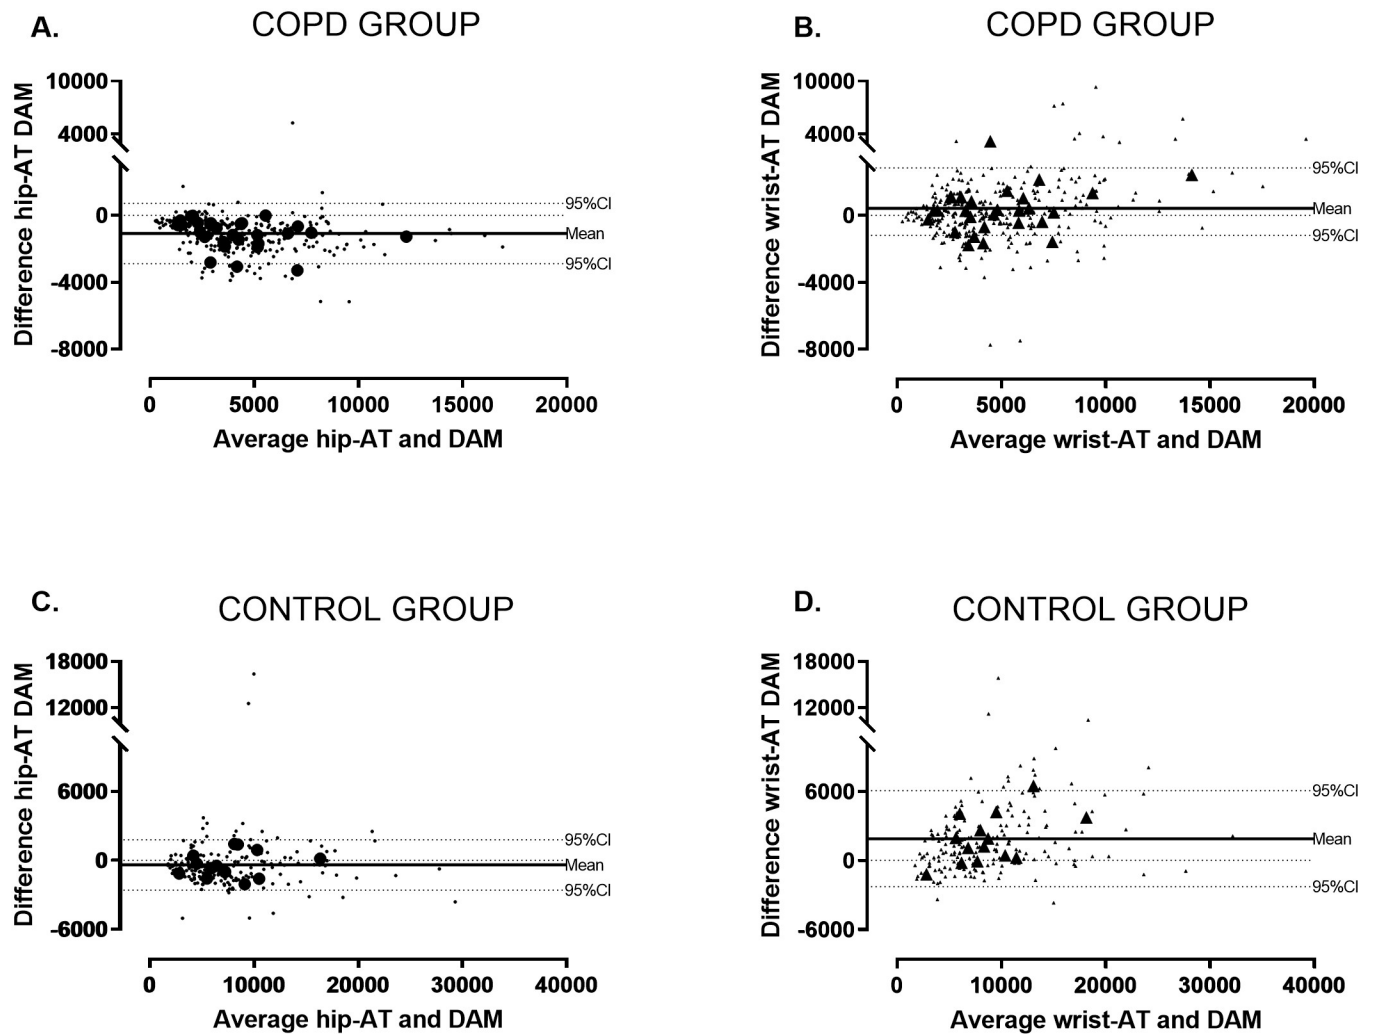 A.
COPD GROUP
Difference hip-AT DAM
10000
4000
0
-4000
-8000
95%CI
Mean
95%CI
0
5000
10000
15000
20000
Average hip-AT and DAM
B.
COPD GROUP
Difference wrist-AT DAM
10000
4000
0
-4000
-8000
95%CI
Mean
95%CI
0
5000
10000
15000
20000
Average wrist-AT and DAM
C.
CONTROL GROUP
Difference hip-AT DAM
18000
12000
6000
0
-6000
95%CI
Mean
95%CI
0
10000
20000
30000
40000
Average hip-AT and DAM
D.
CONTROL GROUP
Difference wrist-AT DAM
18000
12000
6000
0
-6000
95%CI
Mean
95%CI
0
10000
20000
30000
40000
Average wrist-AT and DAM